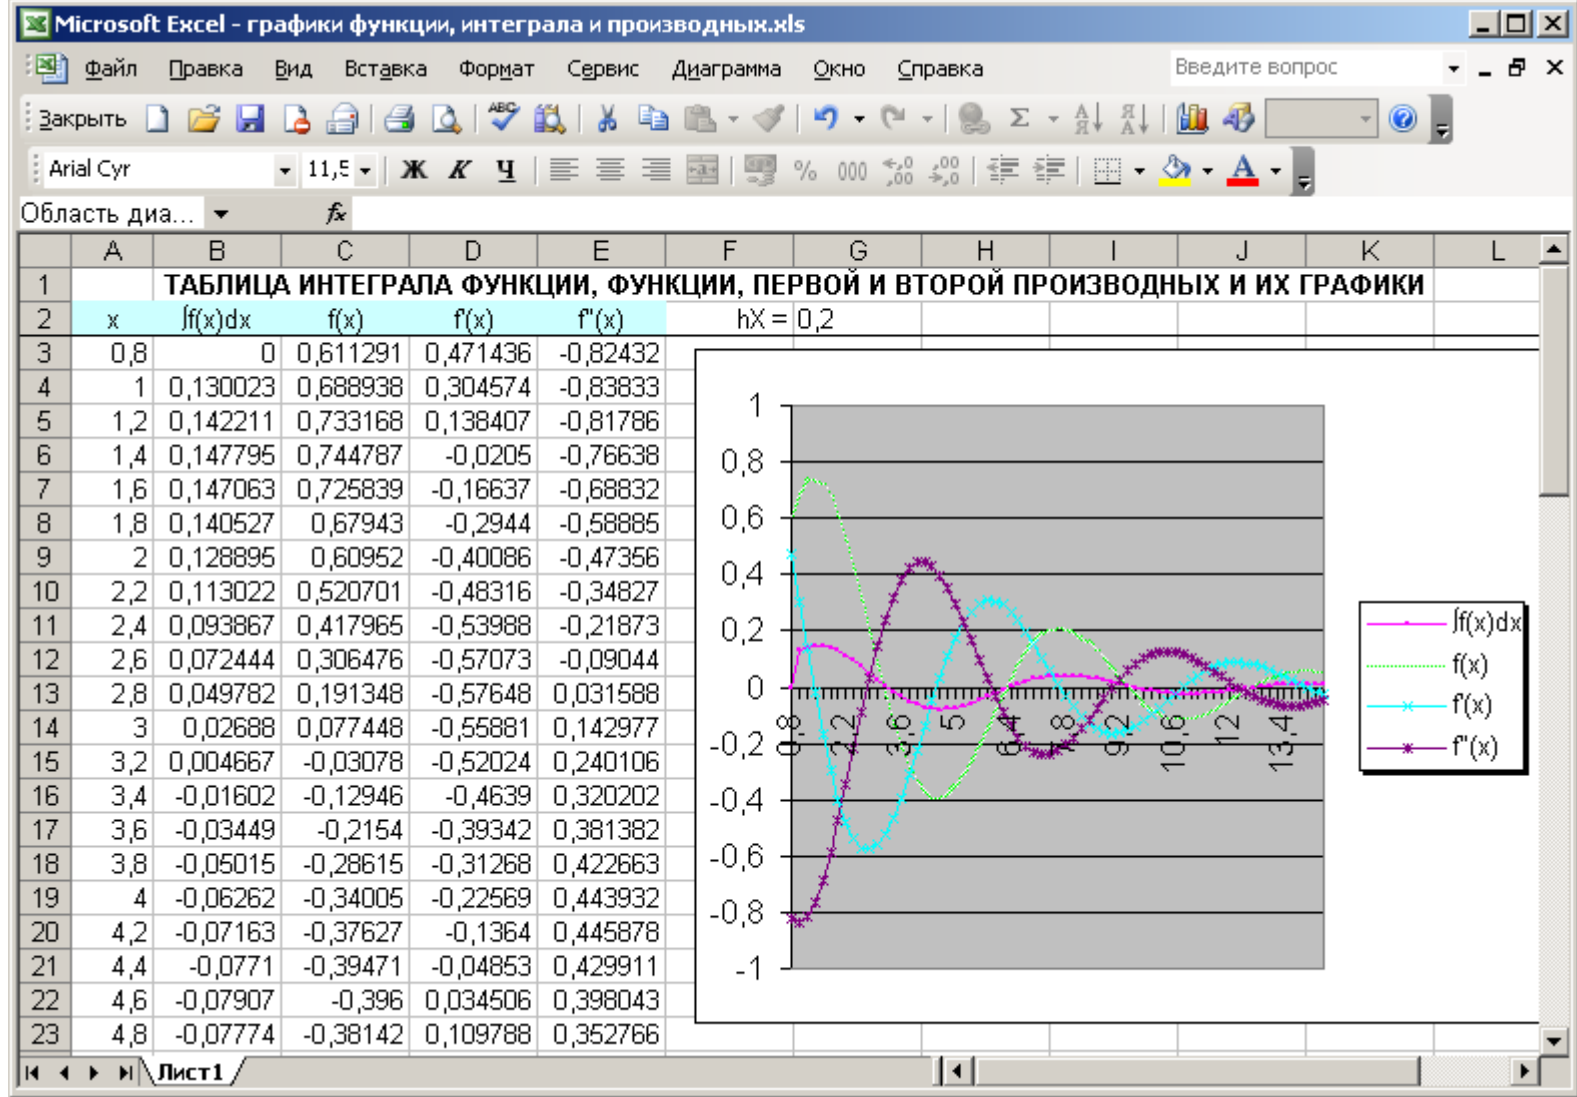 Microsoft Excel - графики функции, интеграла и производных.xls
Файл Правка Вид Вставка Формат Сервис Диаграмма Окно Справка Введите вопрос
Закрыть
Arial Cyr 11,5 Ж К Ч % 000
Область диа... fx
A B C D E F G H I J K L
1 ТАБЛИЦА ИНТЕГРАЛА ФУНКЦИИ, ФУНКЦИИ, ПЕРВОЙ И ВТОРОЙ ПРОИЗВОДНЫХ И ИХ ГРАФИКИ
2 x ∫f(x)dx f(x) f'(x) f''(x) hX = 0,2
3 0,8 0 0,611291 0,471436 -0,82432
4 1 0,130023 0,688938 0,304574 -0,83833
5 1,2 0,142211 0,733168 0,138407 -0,81786
6 1,4 0,147795 0,744787 -0,0205 -0,76638
7 1,6 0,147063 0,725839 -0,16637 -0,68832
8 1,8 0,140527 0,67943 -0,2944 -0,58885
9 2 0,128895 0,60952 -0,40086 -0,47356
10 2,2 0,113022 0,520701 -0,48316 -0,34827
11 2,4 0,093867 0,417965 -0,53988 -0,21873
12 2,6 0,072444 0,306476 -0,57073 -0,09044
13 2,8 0,049782 0,191348 -0,57648 0,031588
14 3 0,02688 0,077448 -0,55881 0,142977
15 3,2 0,004667 -0,03078 -0,52024 0,240106
16 3,4 -0,01602 -0,12946 -0,4639 0,320202
17 3,6 -0,03449 -0,2154 -0,39342 0,381382
18 3,8 -0,05015 -0,28615 -0,31268 0,422663
19 4 -0,06262 -0,34005 -0,22569 0,443932
20 4,2 -0,07163 -0,37627 -0,1364 0,445878
21 4,4 -0,0771 -0,39471 -0,04853 0,429911
22 4,6 -0,07907 -0,396 0,034506 0,398043
23 4,8 -0,07774 -0,38142 0,109788 0,352766
1
0,8
0,6
0,4
0,2
0
-0,2
-0,4
-0,6
-0,8
-1
0,8 2,2 3,6 5 6,4 7,8 9,2 10,6 12 13,4
∫f(x)dx
f(x)
f'(x)
f''(x)
Лист1